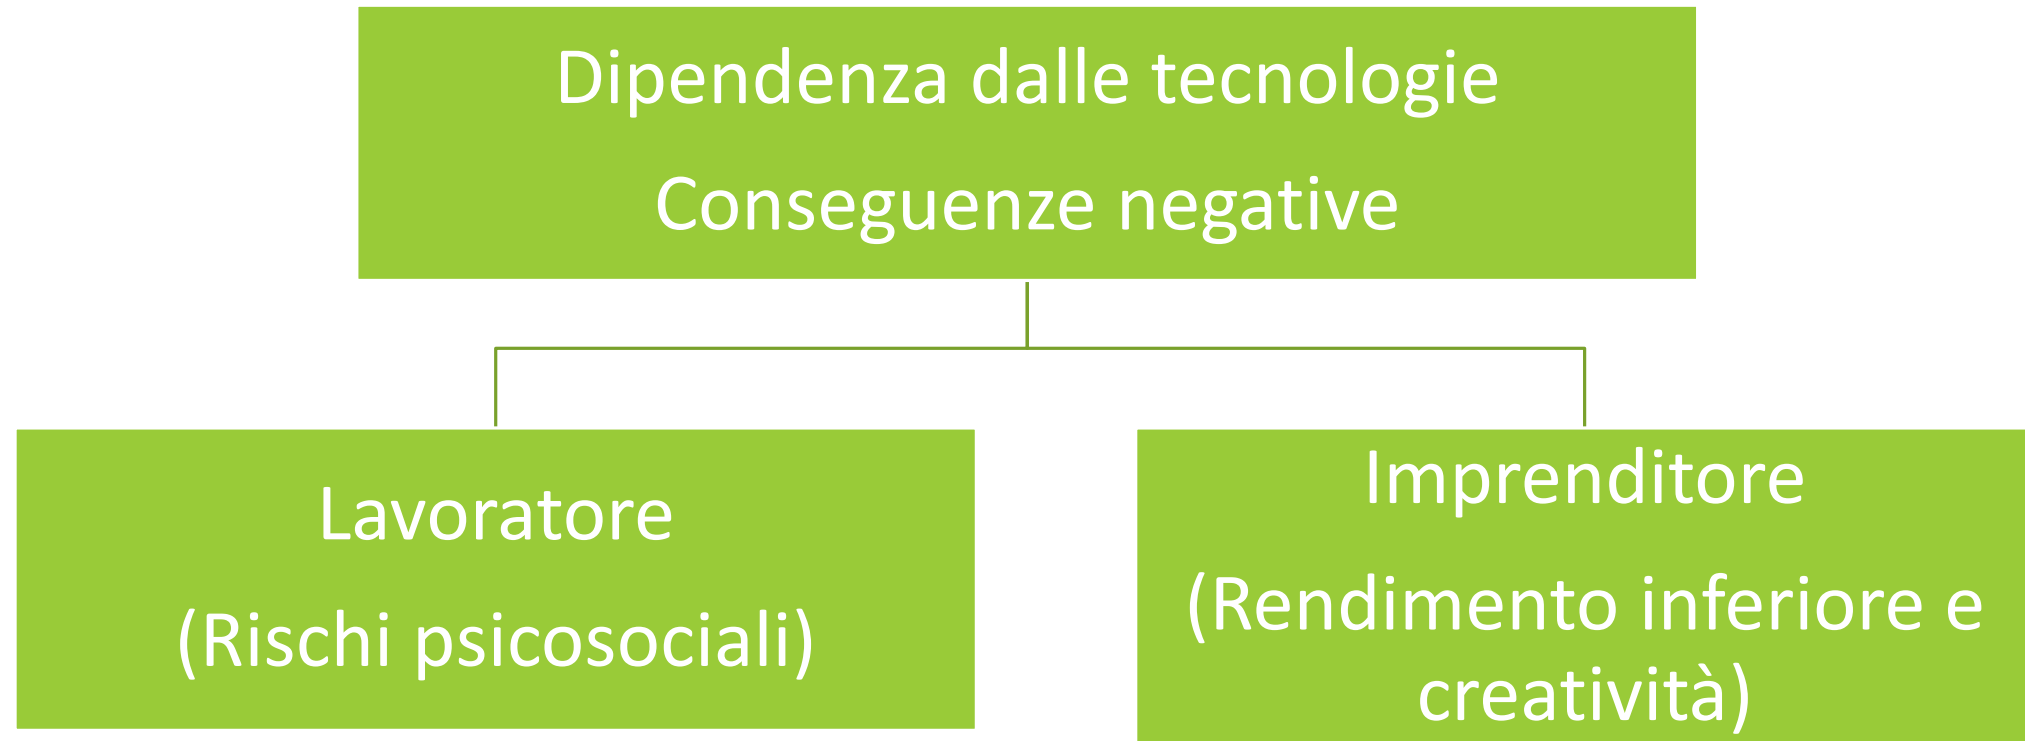 Dipendenza dalle tecnologie
Conseguenze negative
Lavoratore
(Rischi psicosociali)
Imprenditore
(Rendimento inferiore e
creatività)